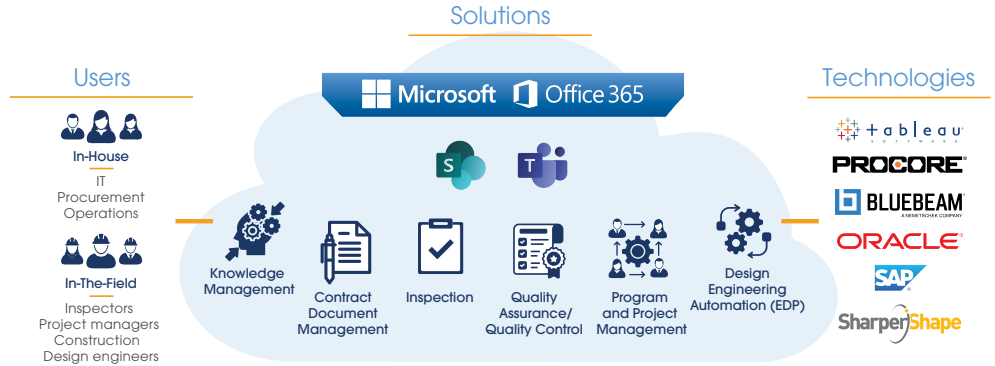 Solutions
Users
Technologies
Microsoft Office 365
In-House
IT
Procurement
Operations
In-The-Field
Inspectors
Project managers
Construction
Design engineers
S
T
Knowledge
Management
Contract
Document
Management
Inspection
Quality
Assurance/
Quality Control
Program
and Project
Management
Design
Engineering
Automation (EDP)
+ableau®
SOFTWARE
PROCORE®
BLUEBEAM®
A NEMETSCHEK COMPANY
ORACLE®
SAP®
SharperShape